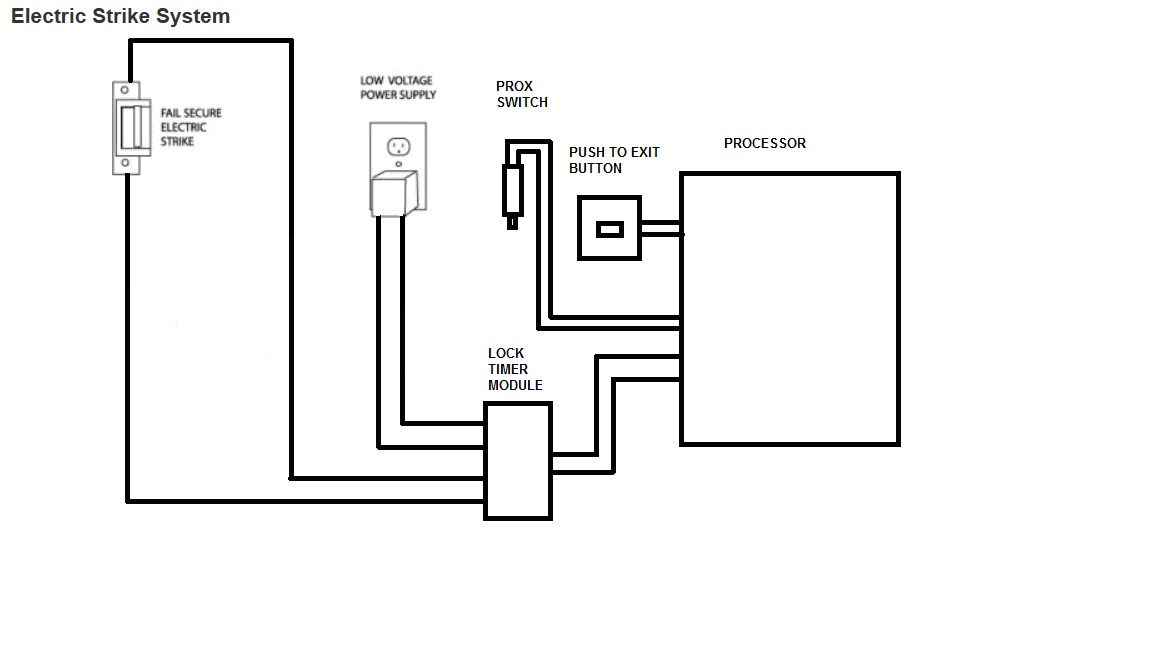 Electric Strike System
FAIL SECURE
ELECTRIC
STRIKE
LOW VOLTAGE
POWER SUPPLY
PROX
SWITCH
PUSH TO EXIT
BUTTON
PROCESSOR
LOCK
TIMER
MODULE